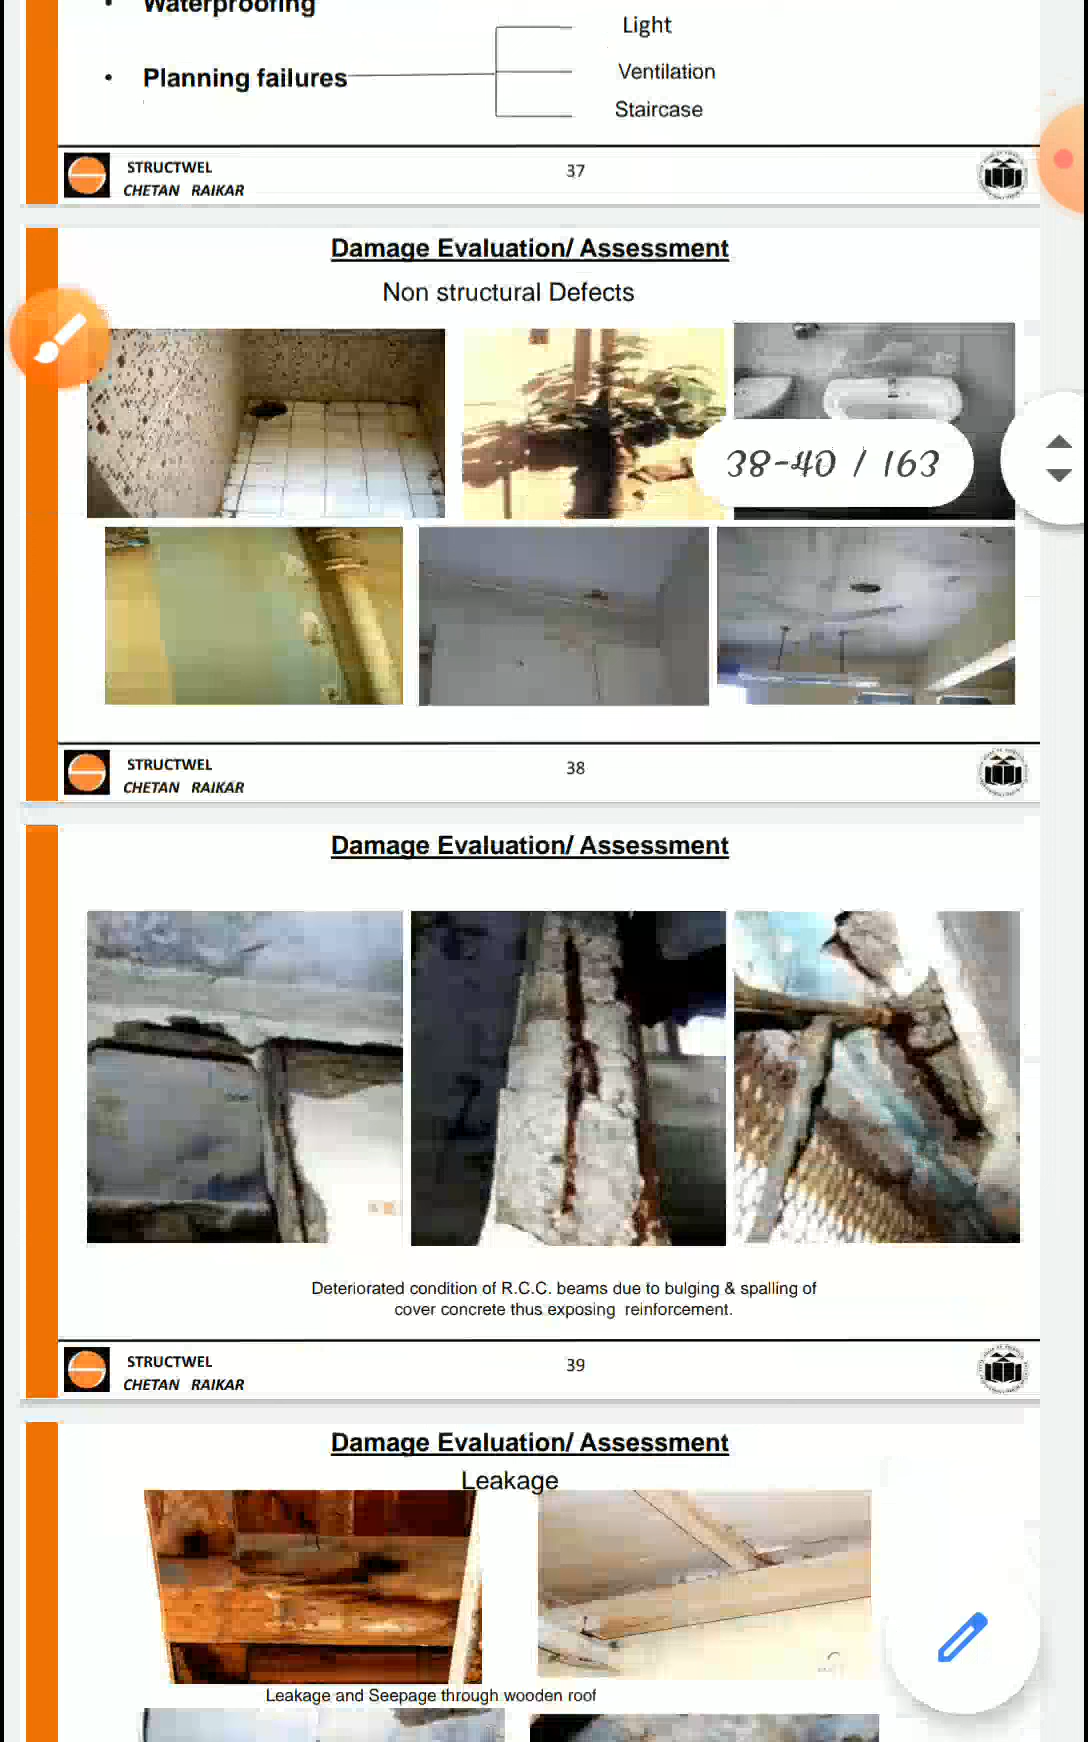 Waterproofing
Light
Planning failures
Ventilation
Staircase
STRUCTWEL
CHETAN RAIKAR
37
Damage Evaluation/ Assessment
Non structural Defects
38-40 / 163
STRUCTWEL
CHETAN RAIKAR
38
Damage Evaluation/ Assessment
Deteriorated condition of R.C.C. beams due to bulging & spalling of
cover concrete thus exposing reinforcement.
STRUCTWEL
CHETAN RAIKAR
39
Damage Evaluation/ Assessment
Leakage
Leakage and Seepage through wooden roof